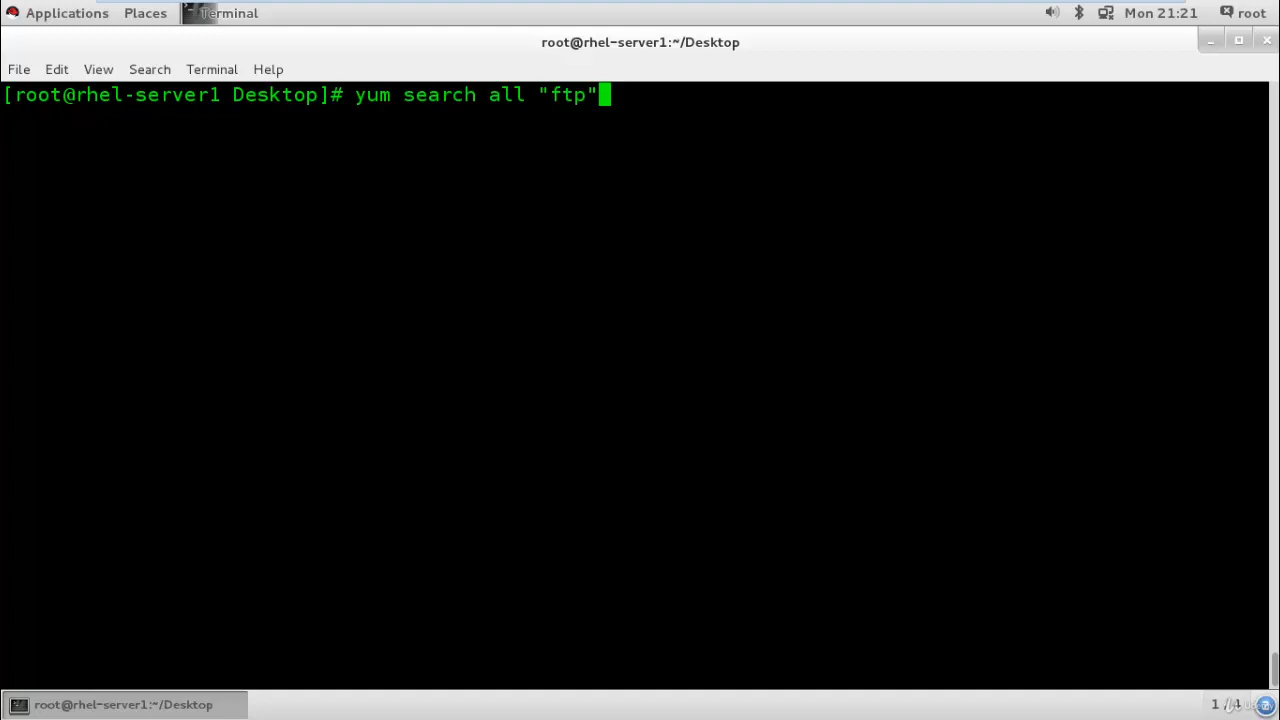 Applications Places Terminal Mon 21:21 root
root@rhel-server1:~/Desktop
File Edit View Search Terminal Help
[root@rhel-server1 Desktop]# yum search all "ftp"
root@rhel-server1:~/Desktop 1 / 4